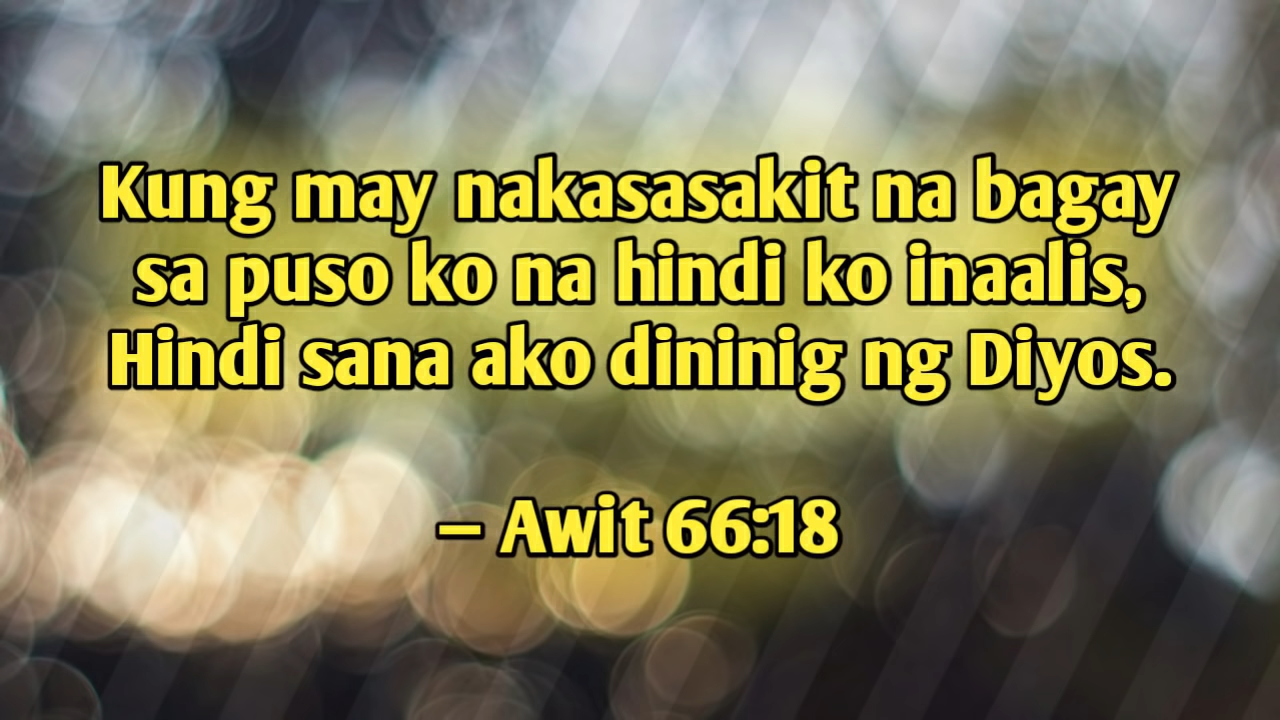 Kung may nakasasakit na bagay
sa puso ko na hindi ko inaalis,
Hindi sana ako dininig ng Diyos.
– Awit 66:18